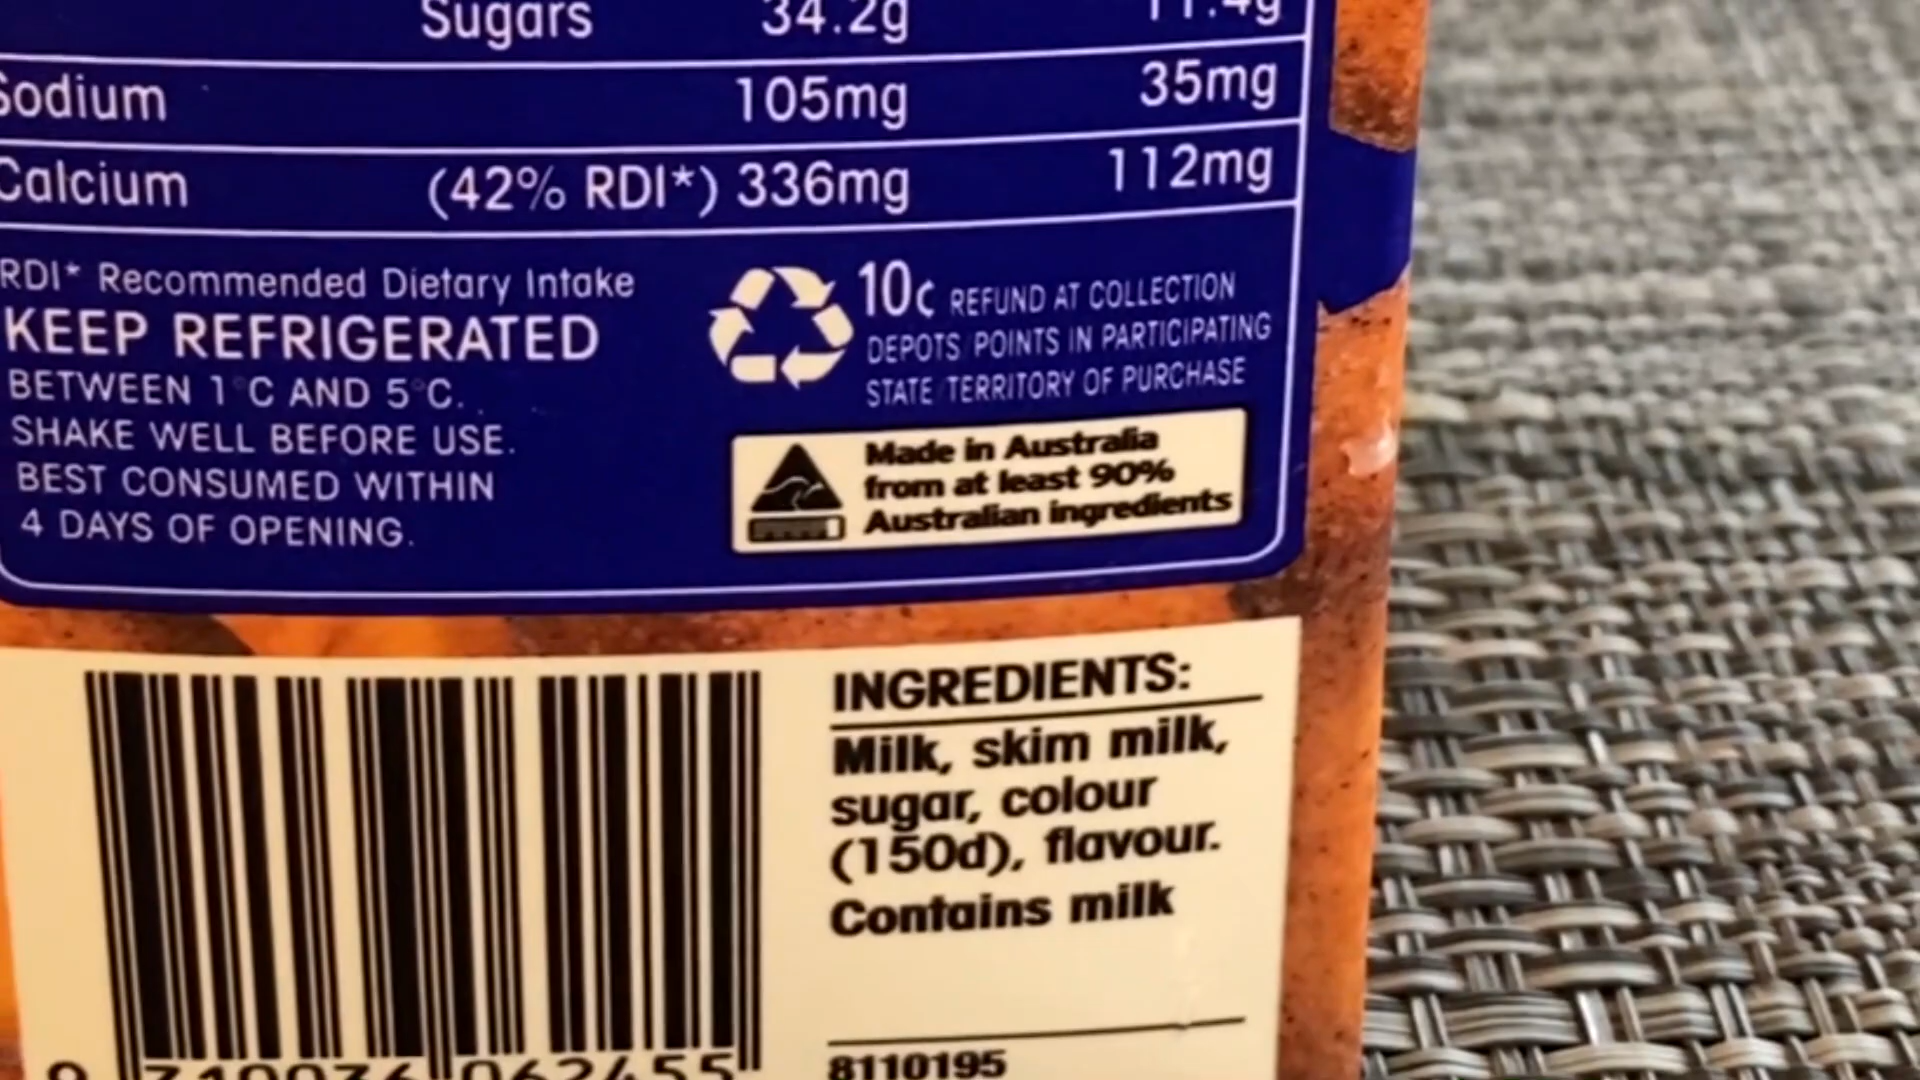 Sugars 34.2g 11.4g
Sodium 105mg 35mg
Calcium (42% RDI*) 336mg 112mg
RDI* Recommended Dietary Intake
KEEP REFRIGERATED
BETWEEN 1°C AND 5°C.
SHAKE WELL BEFORE USE.
BEST CONSUMED WITHIN
4 DAYS OF OPENING.
10c REFUND AT COLLECTION
DEPOTS POINTS IN PARTICIPATING
STATE TERRITORY OF PURCHASE
Made in Australia
from at least 90%
Australian ingredients
INGREDIENTS:
Milk, skim milk,
sugar, colour
(150d), flavour.
Contains milk
8110195
9 310036 062455